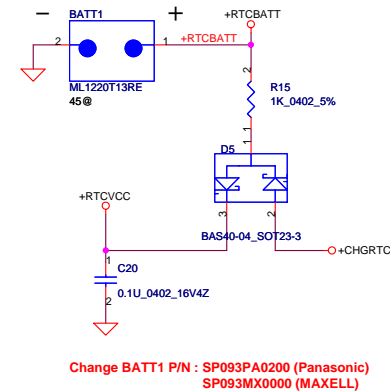 BATT1
+RTCBATT
− +
2 1 +RTCBATT
ML1220T13RE
45@
2
R15
1K_0402_5%
1
1
D5
+RTCVCC
3 2
BAS40-04_SOT23-3
+CHGRTC
1
C20
0.1U_0402_16V4Z
2
Change BATT1 P/N : SP093PA0200 (Panasonic)
SP093MX0000 (MAXELL)